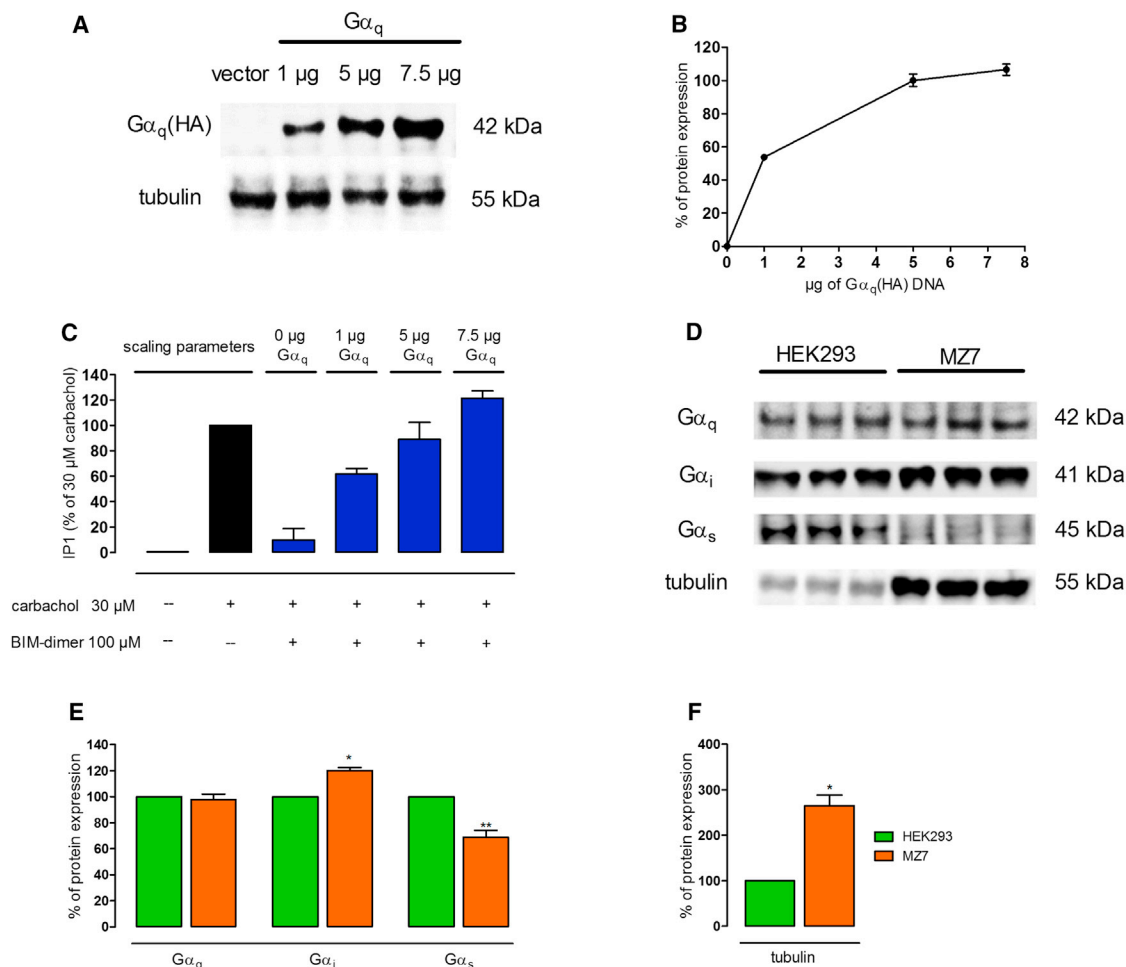 A
Gαq
vector 1 µg 5 µg 7.5 µg
Gαq(HA) 42 kDa
tubulin 55 kDa
B
% of protein expression
120
100
80
60
40
20
0
0 1 2 3 4 5 6 7 8
µg of Gαq(HA) DNA
C
scaling parameters
0 µg Gαq
1 µg Gαq
5 µg Gαq
7.5 µg Gαq
IP1 (% of 30 µM carbachol)
140
120
100
80
60
40
20
0
carbachol 30 µM -- + + + + +
BIM-dimer 100 µM -- -- + + + +
D
HEK293 MZ7
Gαq 42 kDa
Gαi 41 kDa
Gαs 45 kDa
tubulin 55 kDa
E
% of protein expression
140
120
100
80
60
40
20
0
*
**
Gαq Gαi Gαs
F
% of protein expression
400
300
200
100
0
*
tubulin
HEK293
MZ7